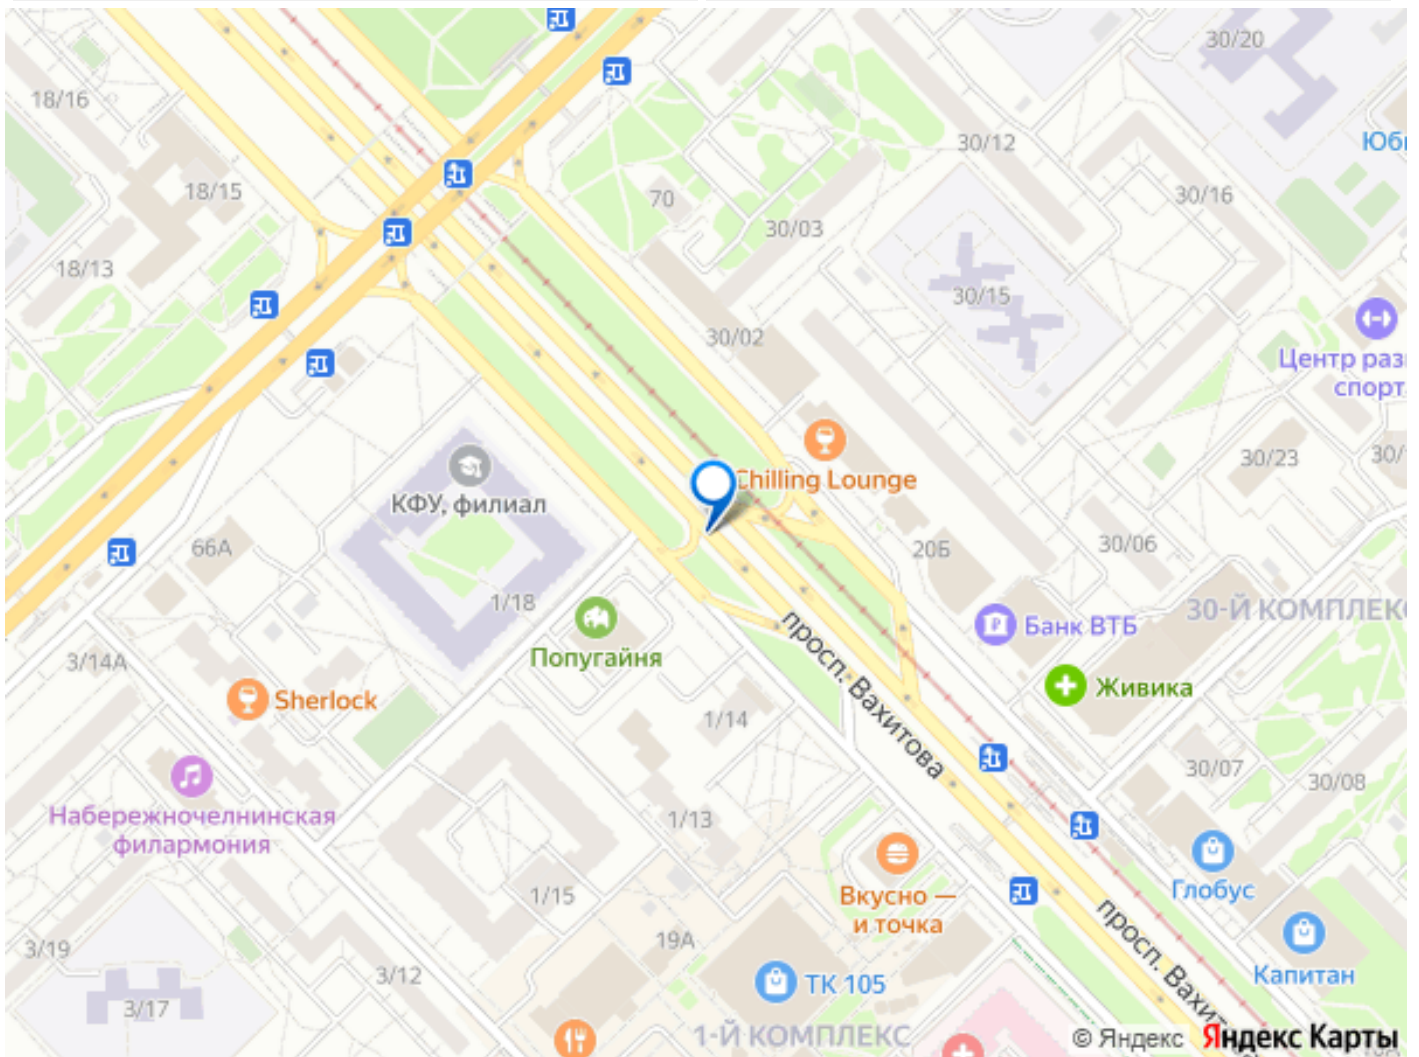 30/20
18/16
30/12
18/15
70
30/16
30/03
18/13
30/15
30/02
Центр раз
спорт
30/23
Chilling Lounge
КФУ, филиал
66А
20Б
30/06
1/18
30-Й КОМПЛЕКС
Банк ВТБ
3/14А
Попугайня
Живика
Sherlock
просп. Вахитова
1/14
30/07
30/08
Набережночелнинская
филармония
1/13
Вкусно —
и точка
Глобус
1/15
19А
3/19
3/12
ТК 105
Капитан
3/17
1-Й КОМПЛЕКС
просп. Вахит
© Яндекс Яндекс Карты